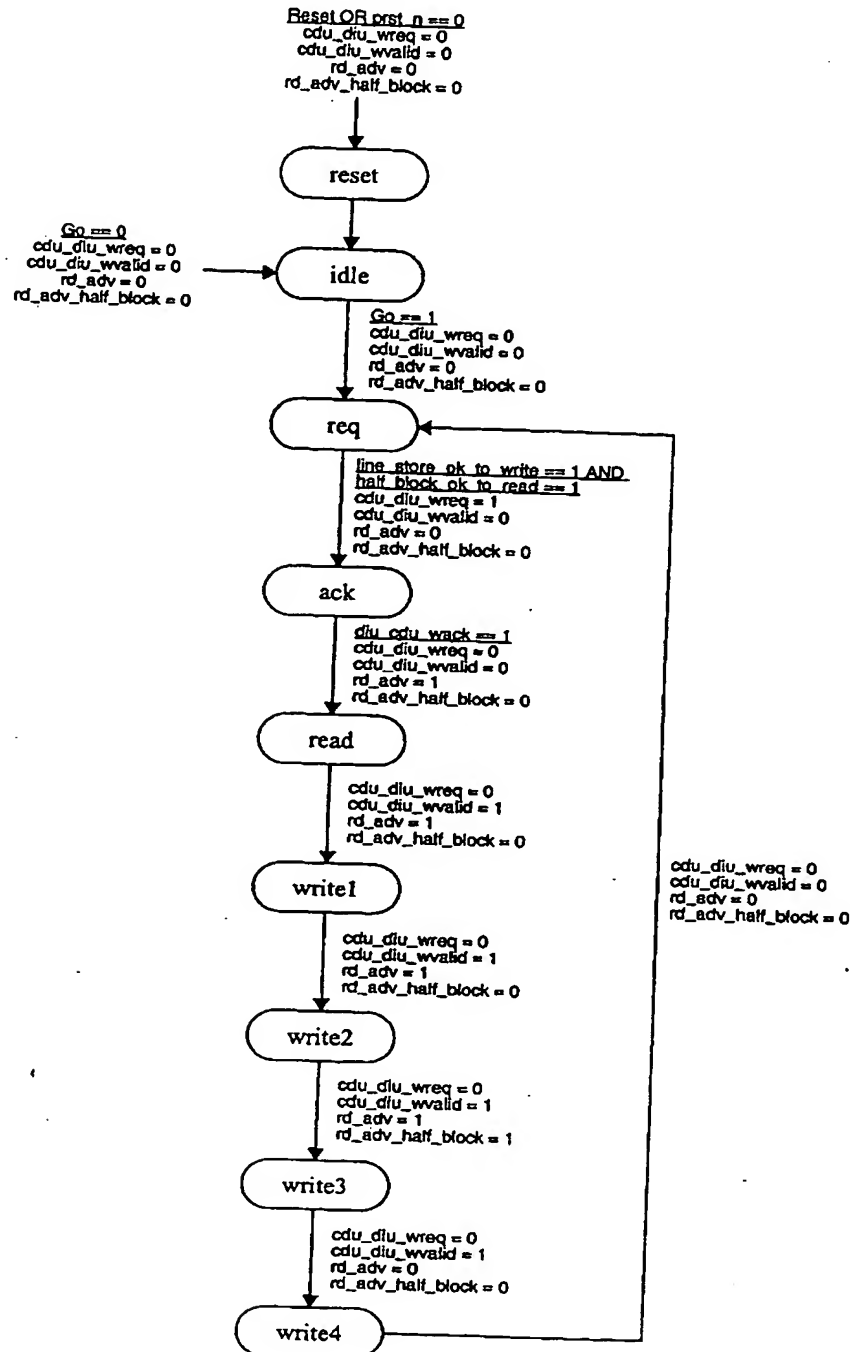 Reset OR prst_n == 0
cdu_diu_wreq = 0
cdu_diu_wvalid = 0
rd_adv = 0
rd_adv_half_block = 0
reset
Go == 0
cdu_diu_wreq = 0
cdu_diu_wvalid = 0
rd_adv = 0
rd_adv_half_block = 0
idle
Go == 1
cdu_diu_wreq = 0
cdu_diu_wvalid = 0
rd_adv = 0
rd_adv_half_block = 0
req
line_store_ok_to_write == 1 AND
half_block_ok_to_read == 1
cdu_diu_wreq = 1
cdu_diu_wvalid = 0
rd_adv = 0
rd_adv_half_block = 0
ack
diu_cdu_wack == 1
cdu_diu_wreq = 0
cdu_diu_wvalid = 0
rd_adv = 1
rd_adv_half_block = 0
read
cdu_diu_wreq = 0
cdu_diu_wvalid = 1
rd_adv = 1
rd_adv_half_block = 0
write1
cdu_diu_wreq = 0
cdu_diu_wvalid = 0
rd_adv = 0
rd_adv_half_block = 0
cdu_diu_wreq = 0
cdu_diu_wvalid = 1
rd_adv = 1
rd_adv_half_block = 0
write2
cdu_diu_wreq = 0
cdu_diu_wvalid = 1
rd_adv = 1
rd_adv_half_block = 1
write3
cdu_diu_wreq = 0
cdu_diu_wvalid = 1
rd_adv = 0
rd_adv_half_block = 0
write4